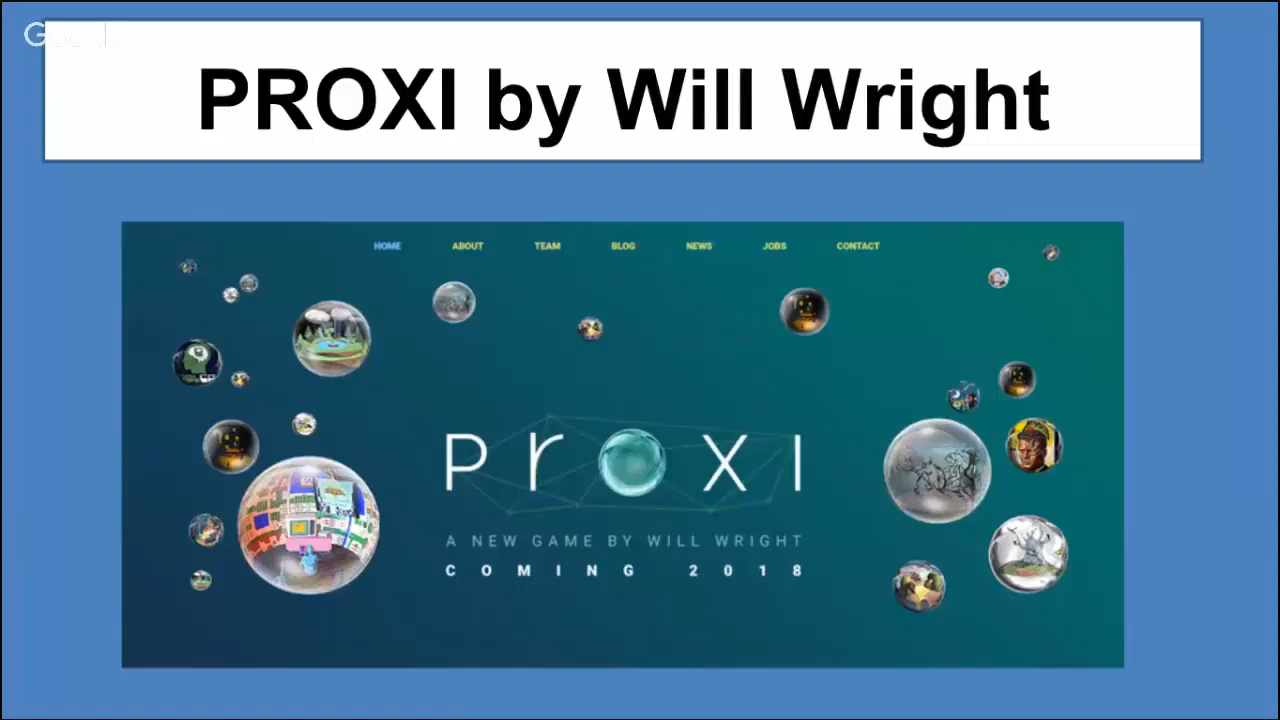 Google
PROXI by Will Wright
HOME ABOUT TEAM BLOG NEWS JOBS CONTACT
PrOXI
A NEW GAME BY WILL WRIGHT
COMING 2018